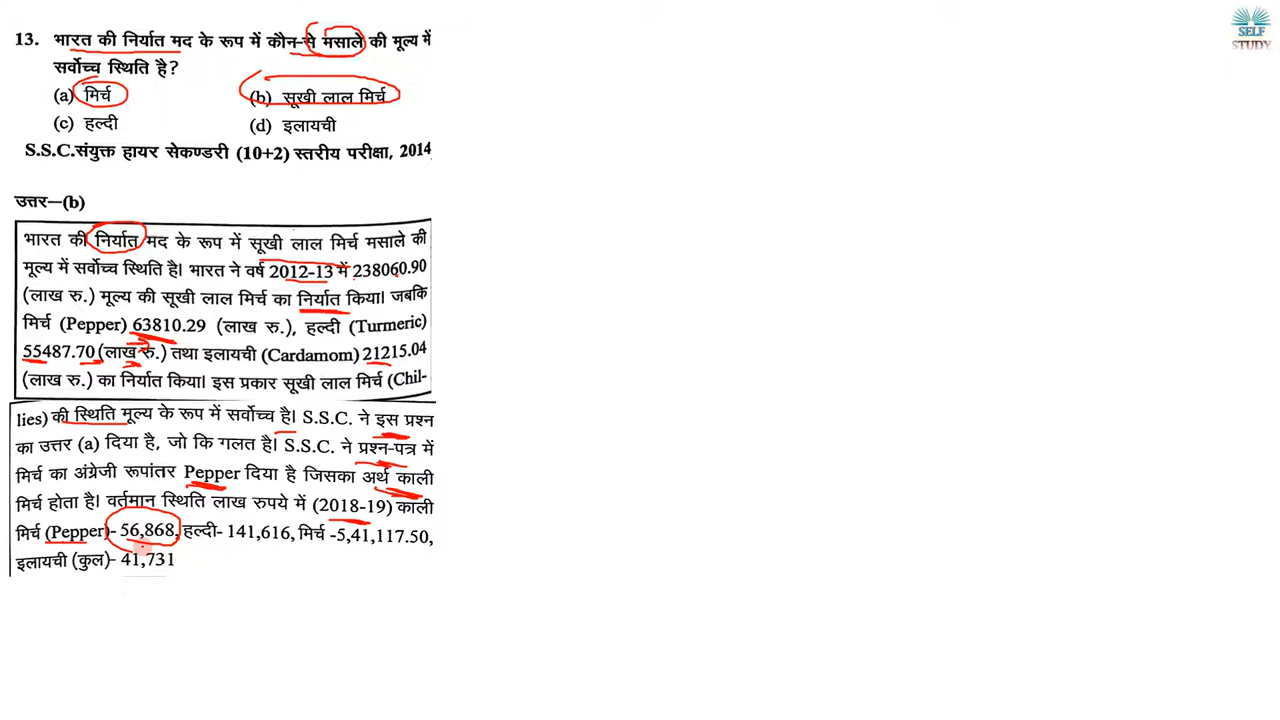 SELF
STUDY
13. भारत की निर्यात मद के रूप में कौन-से मसाले की मूल्य में
सर्वोच्च स्थिति है?
(a) मिर्च (b) सूखी लाल मिर्च
(c) हल्दी (d) इलायची
S.S.C.संयुक्त हायर सेकण्डरी (10+2) स्तरीय परीक्षा, 2014
उत्तर–(b)
भारत की निर्यात मद के रूप में सूखी लाल मिर्च मसाले की
मूल्य में सर्वोच्च स्थिति है। भारत ने वर्ष 2012-13 में 238060.90
(लाख रु.) मूल्य की सूखी लाल मिर्च का निर्यात किया। जबकि
मिर्च (Pepper) 63810.29 (लाख रु.), हल्दी (Turmeric)
55487.70 (लाख रु.) तथा इलायची (Cardamom) 21215.04
(लाख रु.) का निर्यात किया। इस प्रकार सूखी लाल मिर्च (Chil-
lies) की स्थिति मूल्य के रूप में सर्वोच्च है। S.S.C. ने इस प्रश्न
का उत्तर (a) दिया है, जो कि गलत है। S.S.C. ने प्रश्न-पत्र में
मिर्च का अंग्रेजी रूपांतर Pepper दिया है जिसका अर्थ काली
मिर्च होता है। वर्तमान स्थिति लाख रुपये में (2018-19) काली
मिर्च (Pepper)- 56,868, हल्दी- 141,616, मिर्च -5,41,117.50,
इलायची (कुल)- 41,731